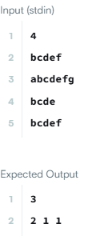 Input (stdin)
1 4
2 bcdef
3 abcdefg
4 bcde
5 bcdef
Expected Output
1 3
2 2 1 1